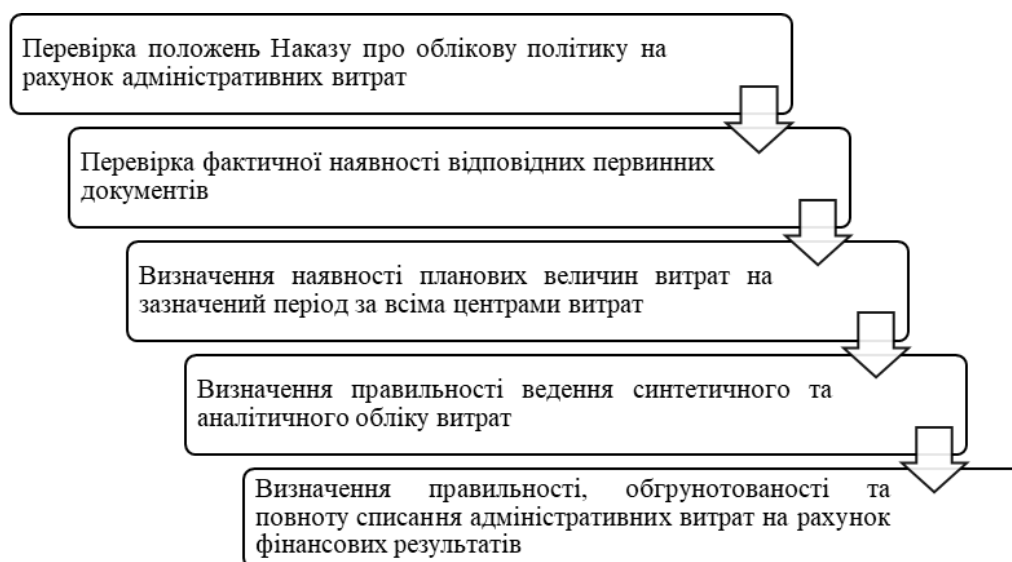 Перевірка положень Наказу про облікову політику на
рахунок адміністративних витрат
Перевірка фактичної наявності відповідних первинних
документів
Визначення наявності планових величин витрат на
зазначений період за всіма центрами витрат
Визначення правильності ведення синтетичного та
аналітичного обліку витрат
Визначення правильності, обгрунотованості та
повноту списання адміністративних витрат на рахунок
фінансових результатів